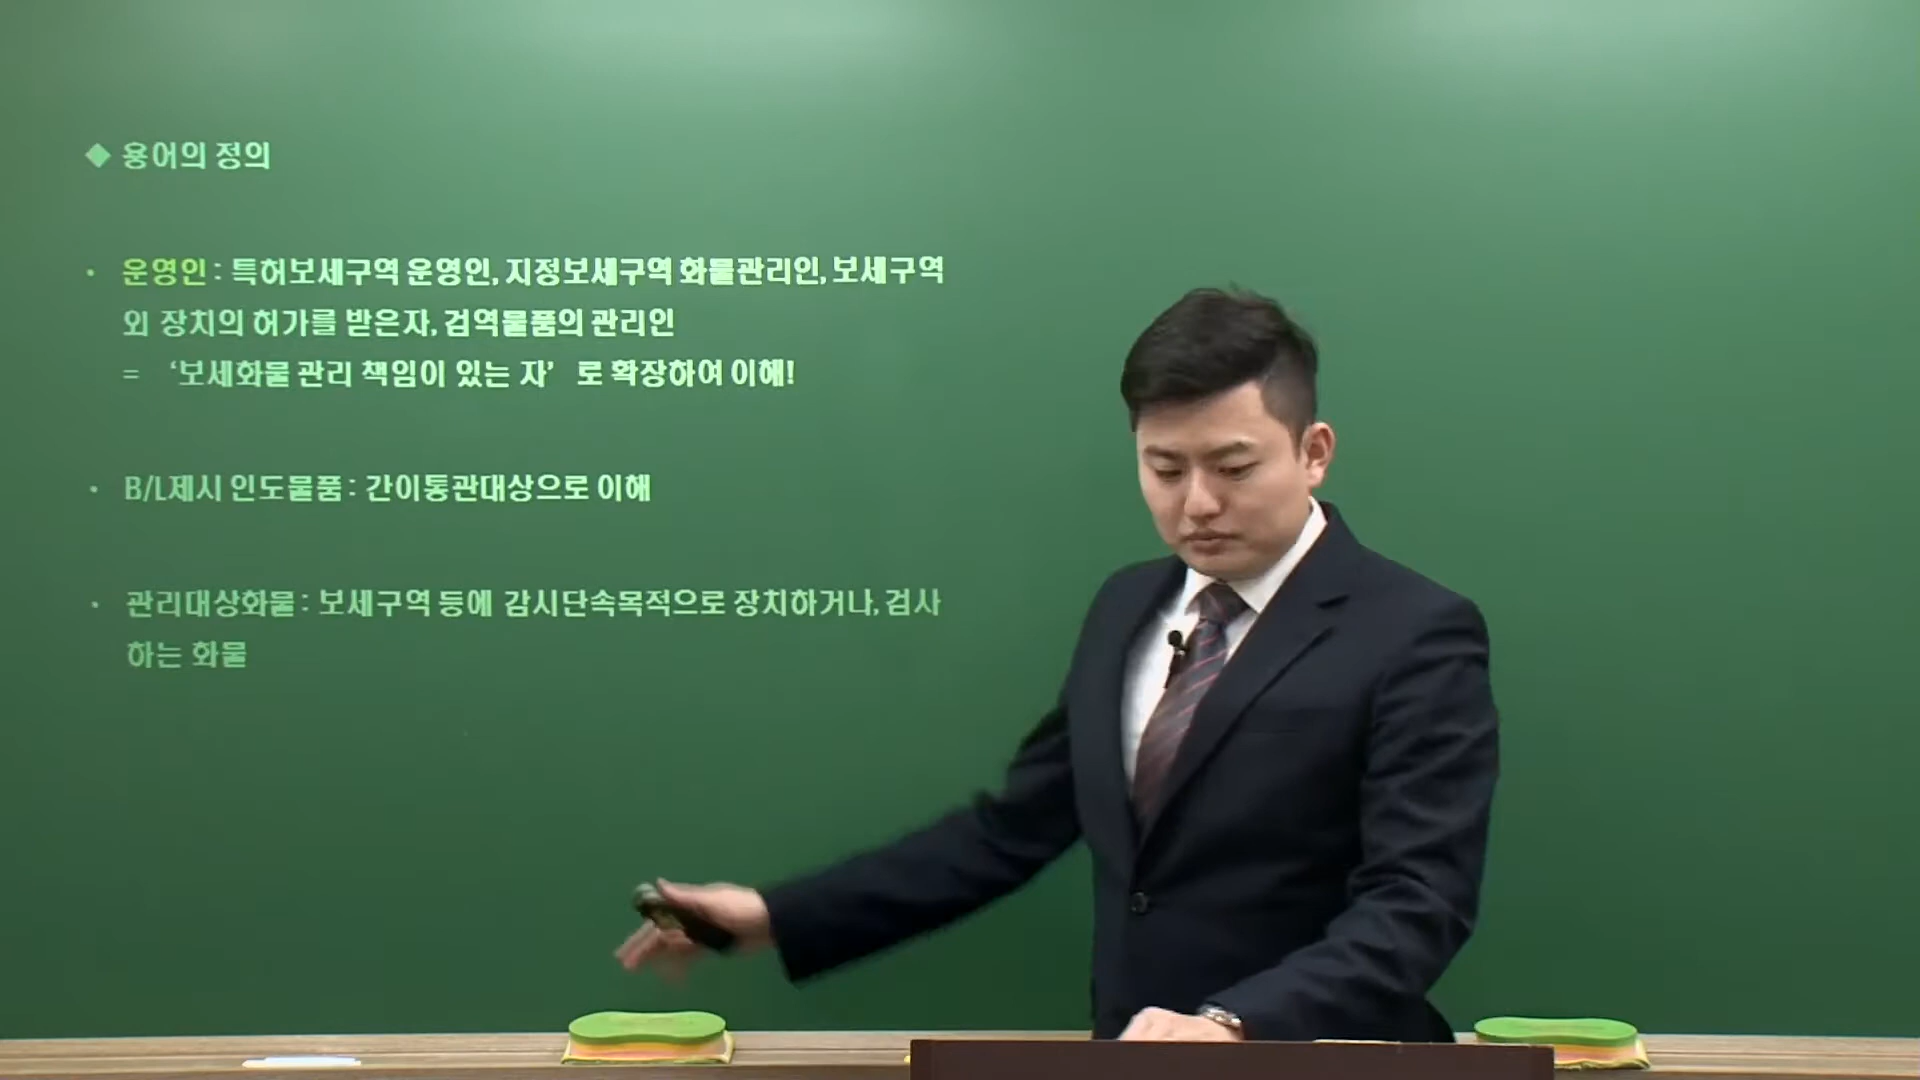 ◆ 용어의 정의
• 운영인 : 특허보세구역 운영인, 지정보세구역 화물관리인, 보세구역
외 장치의 허가를 받은자, 검역물품의 관리인
= ‘보세화물 관리 책임이 있는 자’ 로 확장하여 이해!
• B/L제시 인도물품 : 간이통관대상으로 이해
• 관리대상화물 : 보세구역 등에 감시단속목적으로 장치하거나, 검사
하는 화물